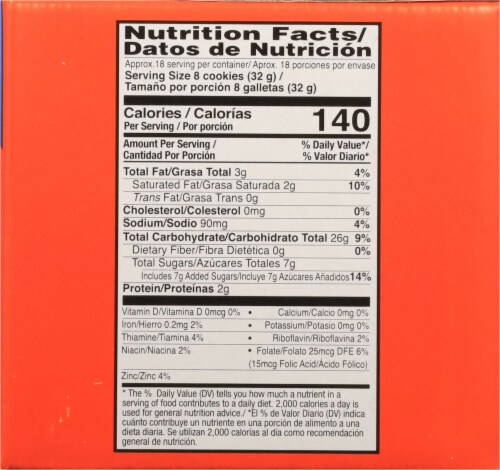 Nutrition Facts/
Datos de Nutrición
Approx.18 serving per container/ Aprox. 18 porciones por envase
Serving Size 8 cookies (32 g) /
Tamaño por porción 8 galletas (32 g)
Calories / Calorías
Per Serving / Por porción 140
Amount Per Serving / % Daily Value*/
Cantidad Por Porción % Valor Diario*
Total Fat/Grasa Total 3g 4%
Saturated Fat/Grasa Saturada 2g 10%
Trans Fat/Grasa Trans 0g
Cholesterol/Colesterol 0mg 0%
Sodium/Sodio 90mg 4%
Total Carbohydrate/Carbohidrato Total 26g 9%
Dietary Fiber/Fibra Dietética 0g 0%
Total Sugars/Azúcares Totales 7g
Includes 7g Added Sugars/Incluye 7g Azúcares Añadidos 14%
Protein/Proteínas 2g
Vitamin D/Vitamina D 0mcg 0% • Calcium/Calcio 0mg 0%
Iron/Hierro 0.2mg 2% • Potassium/Potasio 0mg 0%
Thiamine/Tiamina 4% • Riboflavin/Riboflavina 2%
Niacin/Niacina 2% • Folate/Folato 25mcg DFE 6%
(15mcg Folic Acid/Ácido Fólico)
Zinc/Zinc 4%
* The % Daily Value (DV) tells you how much a nutrient in a
serving of food contributes to a daily diet. 2,000 calories a day is
used for general nutrition advice./ *El % de Valor Diario (DV) indica
cuánto contribuye un nutriente en una porción de alimento a una
dieta diaria. Se utilizan 2,000 calorías al día como recomendación
general de nutrición.